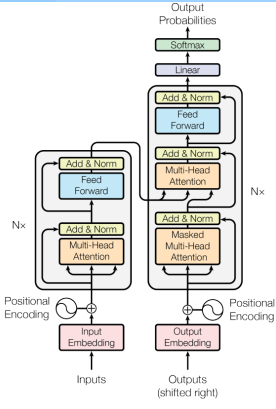 Output
Probabilities
Softmax
Linear
Add & Norm
Feed
Forward
Add & Norm
Multi-Head
Attention
Add & Norm
Masked
Multi-Head
Attention
N×
Add & Norm
Feed
Forward
Add & Norm
Multi-Head
Attention
N×
Positional
Encoding
Positional
Encoding
Input
Embedding
Output
Embedding
Inputs
Outputs
(shifted right)